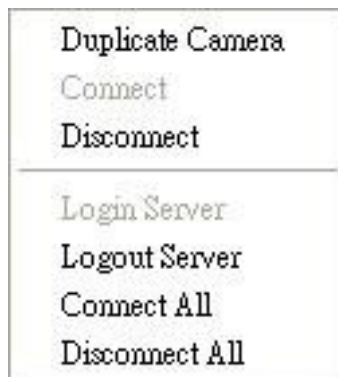 Duplicate Camera
Connect
Disconnect
Login Server
Logout Server
Connect All
Disconnect All